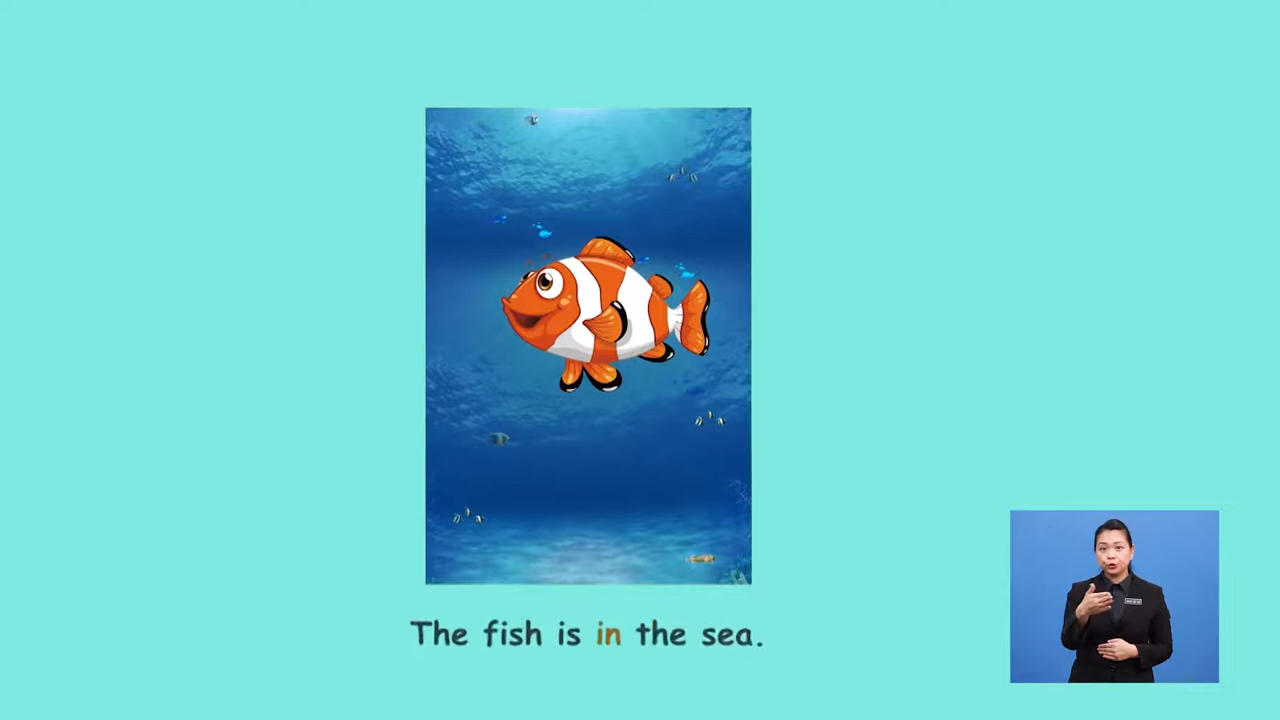 The fish is in the sea.